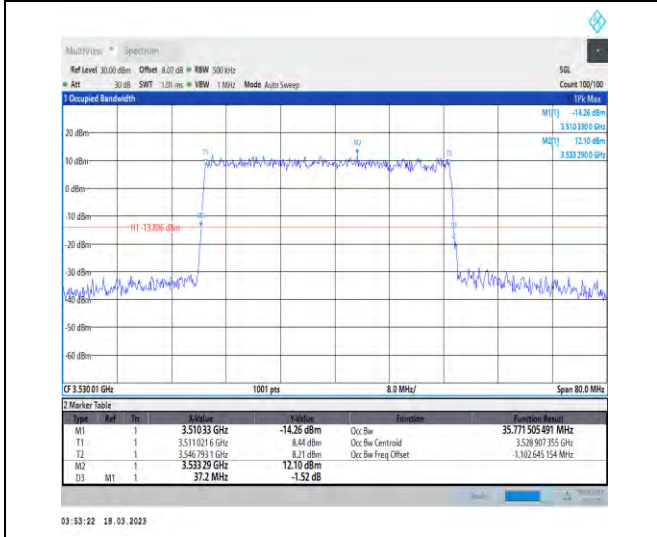 MultiView Spectrum
Ref Level 30.00 dBm Offset 8.07 dB RBW 500 kHz SGL
Att 30 dB SWT 1.01 ms VBW 1 MHz Mode Auto Sweep Count 100/100
1 Occupied Bandwidth 1Pk Max
M1[1] -14.26 dBm
3.510 330 0 GHz
M2[1] 12.10 dBm
3.533 290 0 GHz
20 dBm
M2
T1
10 dBm
0 dBm
-10 dBm
H1 -13.896 dBm
-20 dBm
-30 dBm
-40 dBm
-50 dBm
-60 dBm
CF 3.530 01 GHz 1001 pts 8.0 MHz/ Span 80.0 MHz
2 Marker Table
Type Ref Trc X-Value Y-Value Function Function Result
M1 1 3.51033 GHz -14.26 dBm Occ Bw 35.771 505 491 MHz
T1 1 3.511 021 6 GHz 8.44 dBm Occ Bw Centroid 3.528 907 355 GHz
T2 1 3.546 793 1 GHz 8.21 dBm Occ Bw Freq Offset -1.102 645 154 MHz
M2 1 3.53329 GHz 12.10 dBm
D3 M1 1 37.2 MHz -1.52 dB
03:53:22 18.03.2023